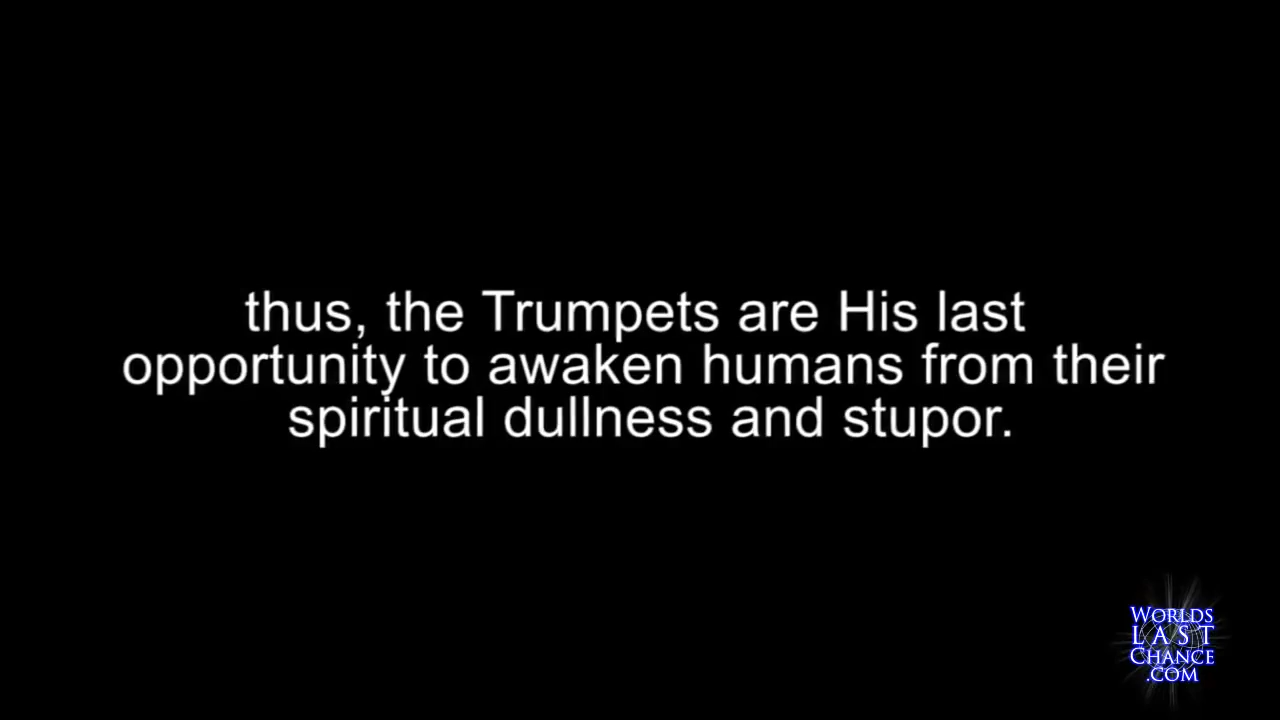 thus, the Trumpets are His last
opportunity to awaken humans from their
spiritual dullness and stupor.
WORLDS
LAST
CHANCE
.COM